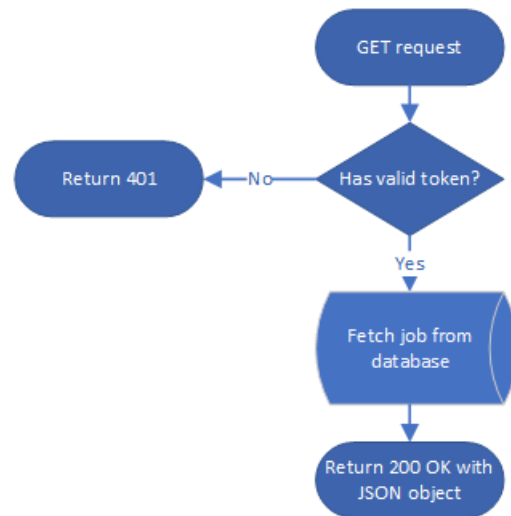 GET request
Has valid token?
No
Return 401
Yes
Fetch job from
database
Return 200 OK with
JSON object